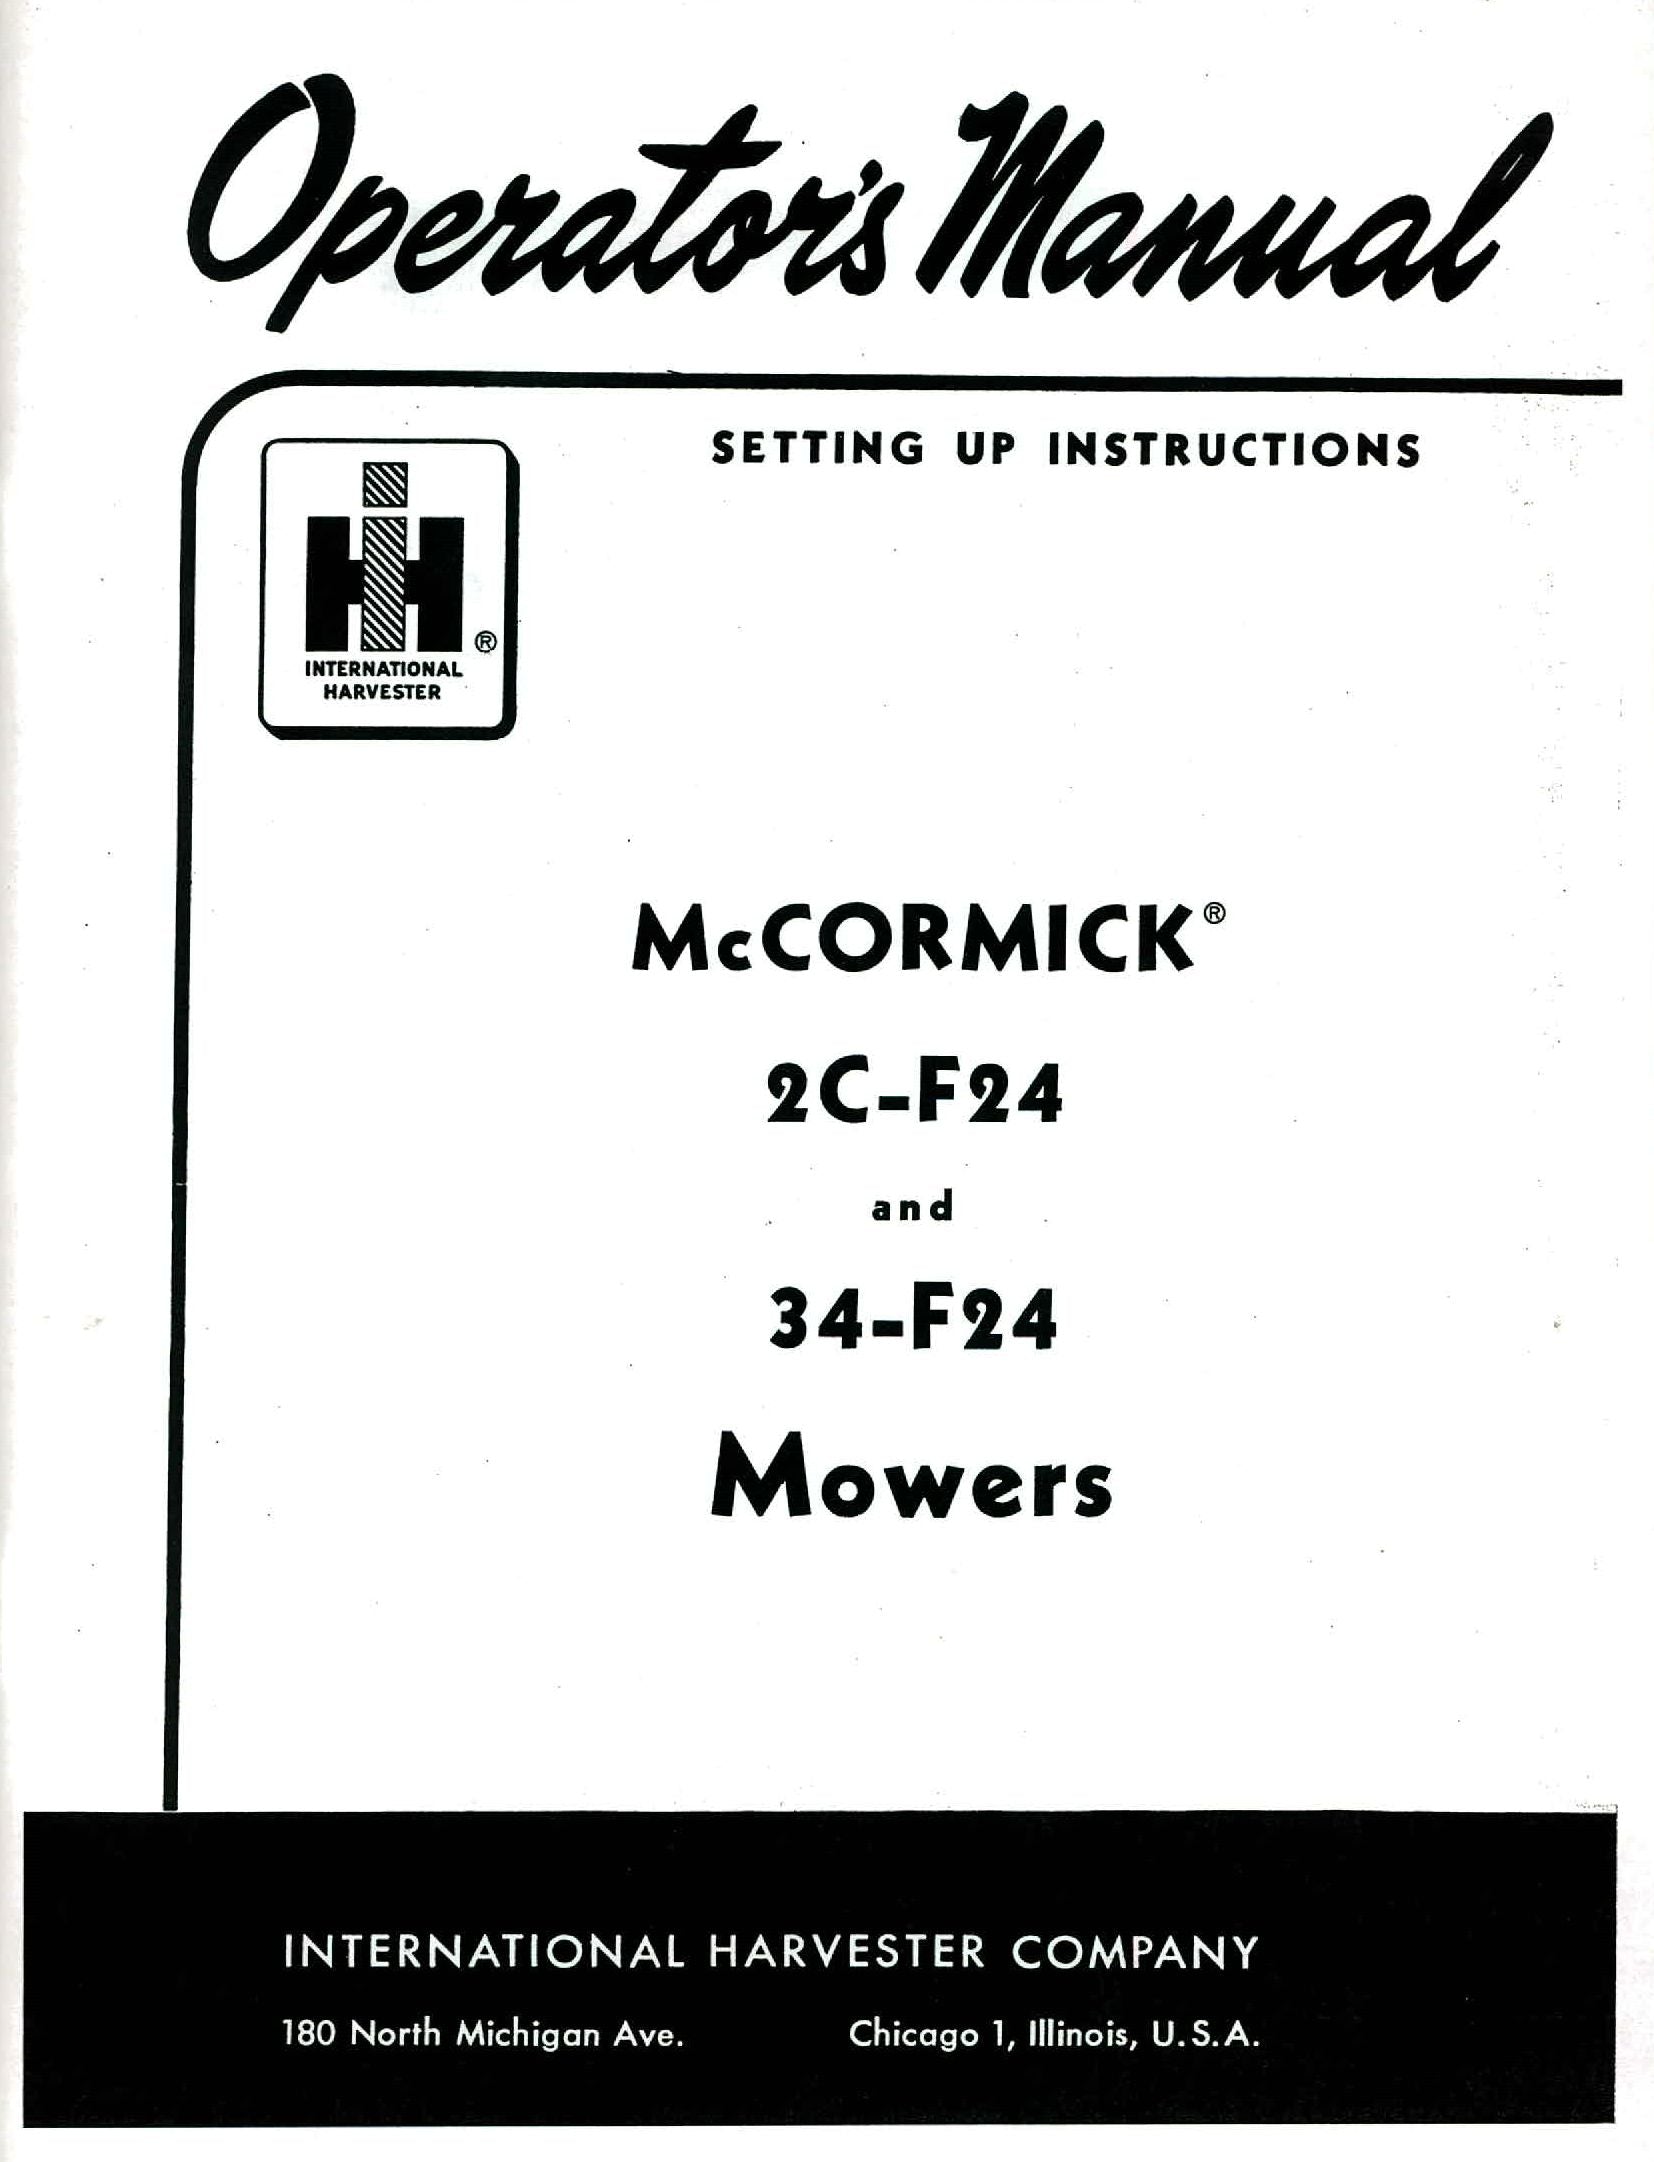 Operator's Manual
SETTING UP INSTRUCTIONS
IH ®
INTERNATIONAL
HARVESTER
McCORMICK®
2C-F24
and
34-F24
Mowers
INTERNATIONAL HARVESTER COMPANY
180 North Michigan Ave. Chicago 1, Illinois, U.S.A.